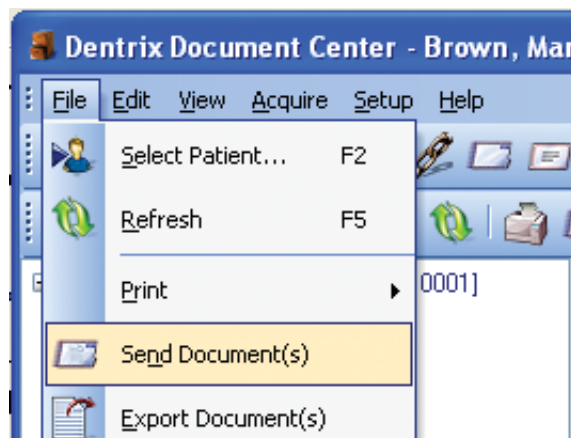 Dentrix Document Center - Brown, Mar
File Edit View Acquire Setup Help
Select Patient... F2
Refresh F5
Print 0001]
Send Document(s)
Export Document(s)